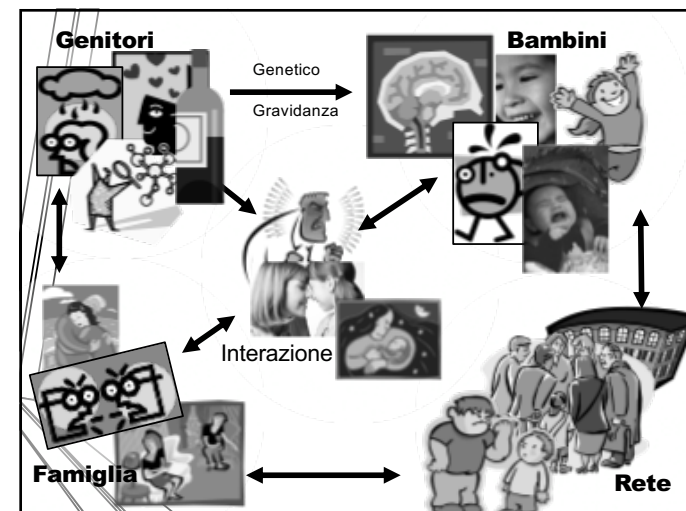 Genitori
Bambini
Genetico
Gravidanza
Interazione
Famiglia
Rete